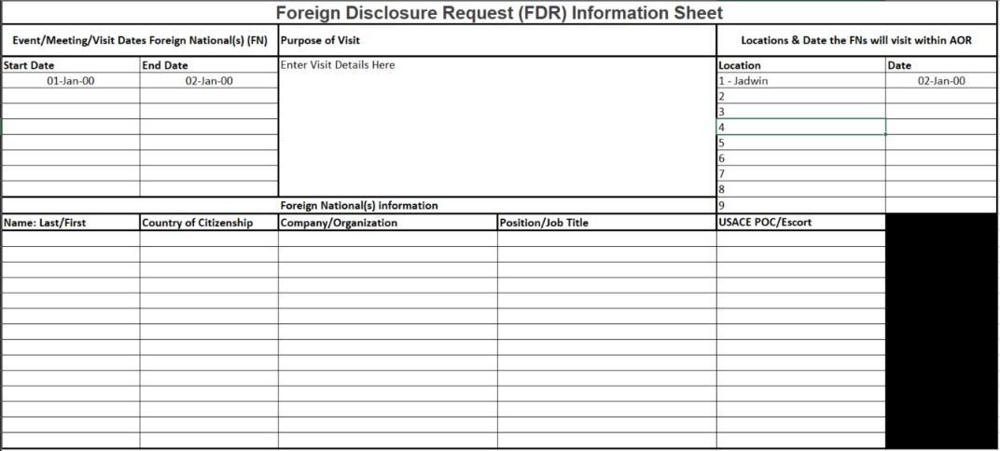 Foreign Disclosure Request (FDR) Information Sheet
Event/Meeting/Visit Dates Foreign National(s) (FN) Purpose of Visit Locations & Date the FNs will visit within AOR
Start Date End Date Enter Visit Details Here Location Date
01-Jan-00 02-Jan-00 1 - Jadwin 02-Jan-00
2
3
4
5
6
7
8
Foreign National(s) information 9
Name: Last/First Country of Citizenship Company/Organization Position/Job Title USACE POC/Escort